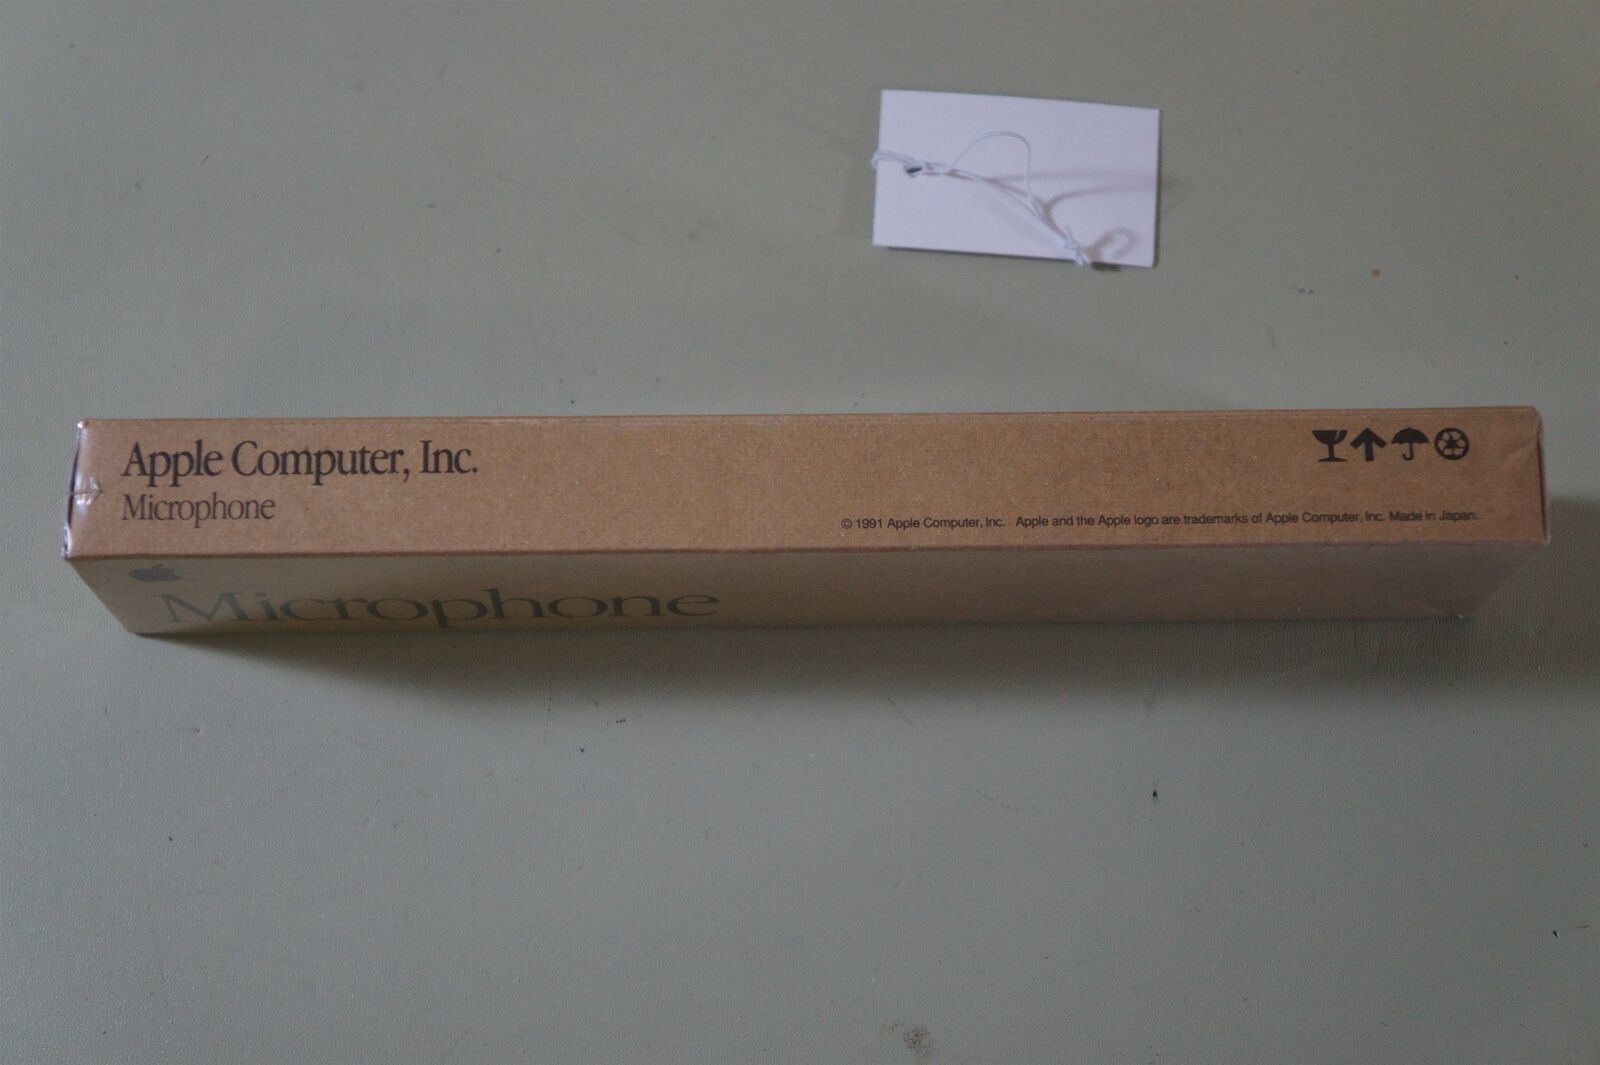 Apple Computer, Inc.
Microphone
© 1991 Apple Computer, Inc. Apple and the Apple logo are trademarks of Apple Computer, Inc. Made in Japan.
Microphone